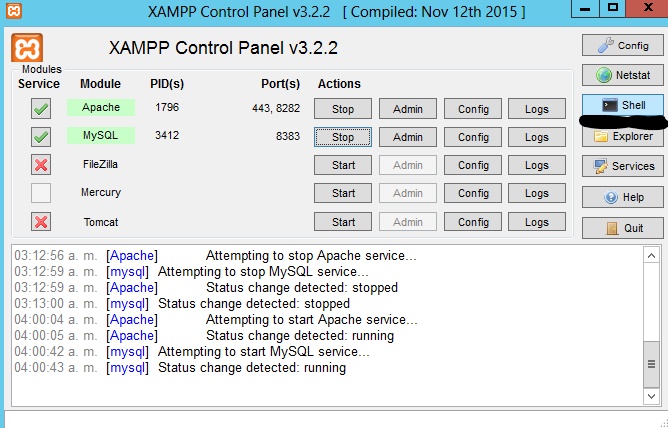 XAMPP Control Panel v3.2.2 [ Compiled: Nov 12th 2015 ]
XAMPP Control Panel v3.2.2
Config
Modules
Service Module PID(s) Port(s) Actions
Netstat
Apache 1796 443, 8282 Stop Admin Config Logs
Shell
MySQL 3412 8383 Stop Admin Config Logs
Explorer
FileZilla Start Admin Config Logs
Services
Mercury Start Admin Config Logs
Help
Tomcat Start Admin Config Logs
Quit
03:12:56 a. m. [Apache] Attempting to stop Apache service...
03:12:59 a. m. [mysql] Attempting to stop MySQL service...
03:12:59 a. m. [Apache] Status change detected: stopped
03:13:00 a. m. [mysql] Status change detected: stopped
04:00:04 a. m. [Apache] Attempting to start Apache service...
04:00:05 a. m. [Apache] Status change detected: running
04:00:42 a. m. [mysql] Attempting to start MySQL service...
04:00:43 a. m. [mysql] Status change detected: running